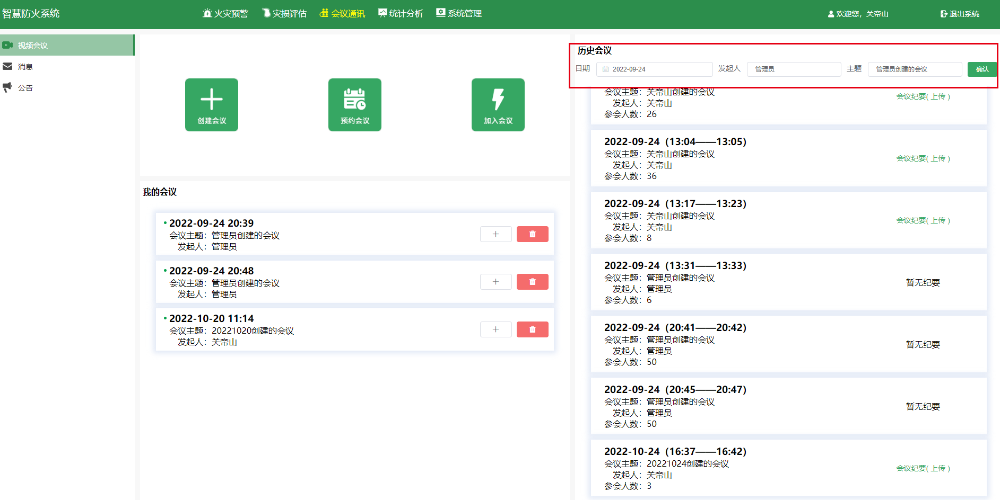 智慧防火系统
火灾预警
灾损评估
会议通讯
统计分析
系统管理
欢迎您，关帝山
退出系统
视频会议
消息
公告
创建会议
预约会议
加入会议
我的会议
2022-09-24 20:39
会议主题：管理员创建的会议
发起人：管理员
2022-09-24 20:48
会议主题：管理员创建的会议
发起人：管理员
2022-10-20 11:14
会议主题：20221020创建的会议
发起人：关帝山
历史会议
日期 2022-09-24 发起人 管理员 主题 管理员创建的会议 确认
会议主题：关帝山创建的会议
发起人：关帝山
参会人数：26
会议纪要( 上传 )
2022-09-24（13:04——13:05）
会议主题：关帝山创建的会议
发起人：关帝山
参会人数：36
会议纪要( 上传 )
2022-09-24（13:17——13:23）
会议主题：关帝山创建的会议
发起人：关帝山
参会人数：8
会议纪要( 上传 )
2022-09-24（13:31——13:33）
会议主题：管理员创建的会议
发起人：管理员
参会人数：6
暂无纪要
2022-09-24（20:41——20:42）
会议主题：管理员创建的会议
发起人：管理员
参会人数：50
暂无纪要
2022-09-24（20:45——20:47）
会议主题：管理员创建的会议
发起人：管理员
参会人数：50
暂无纪要
2022-10-24（16:37——16:42）
会议主题：20221024创建的会议
发起人：关帝山
参会人数：3
会议纪要( 上传 )